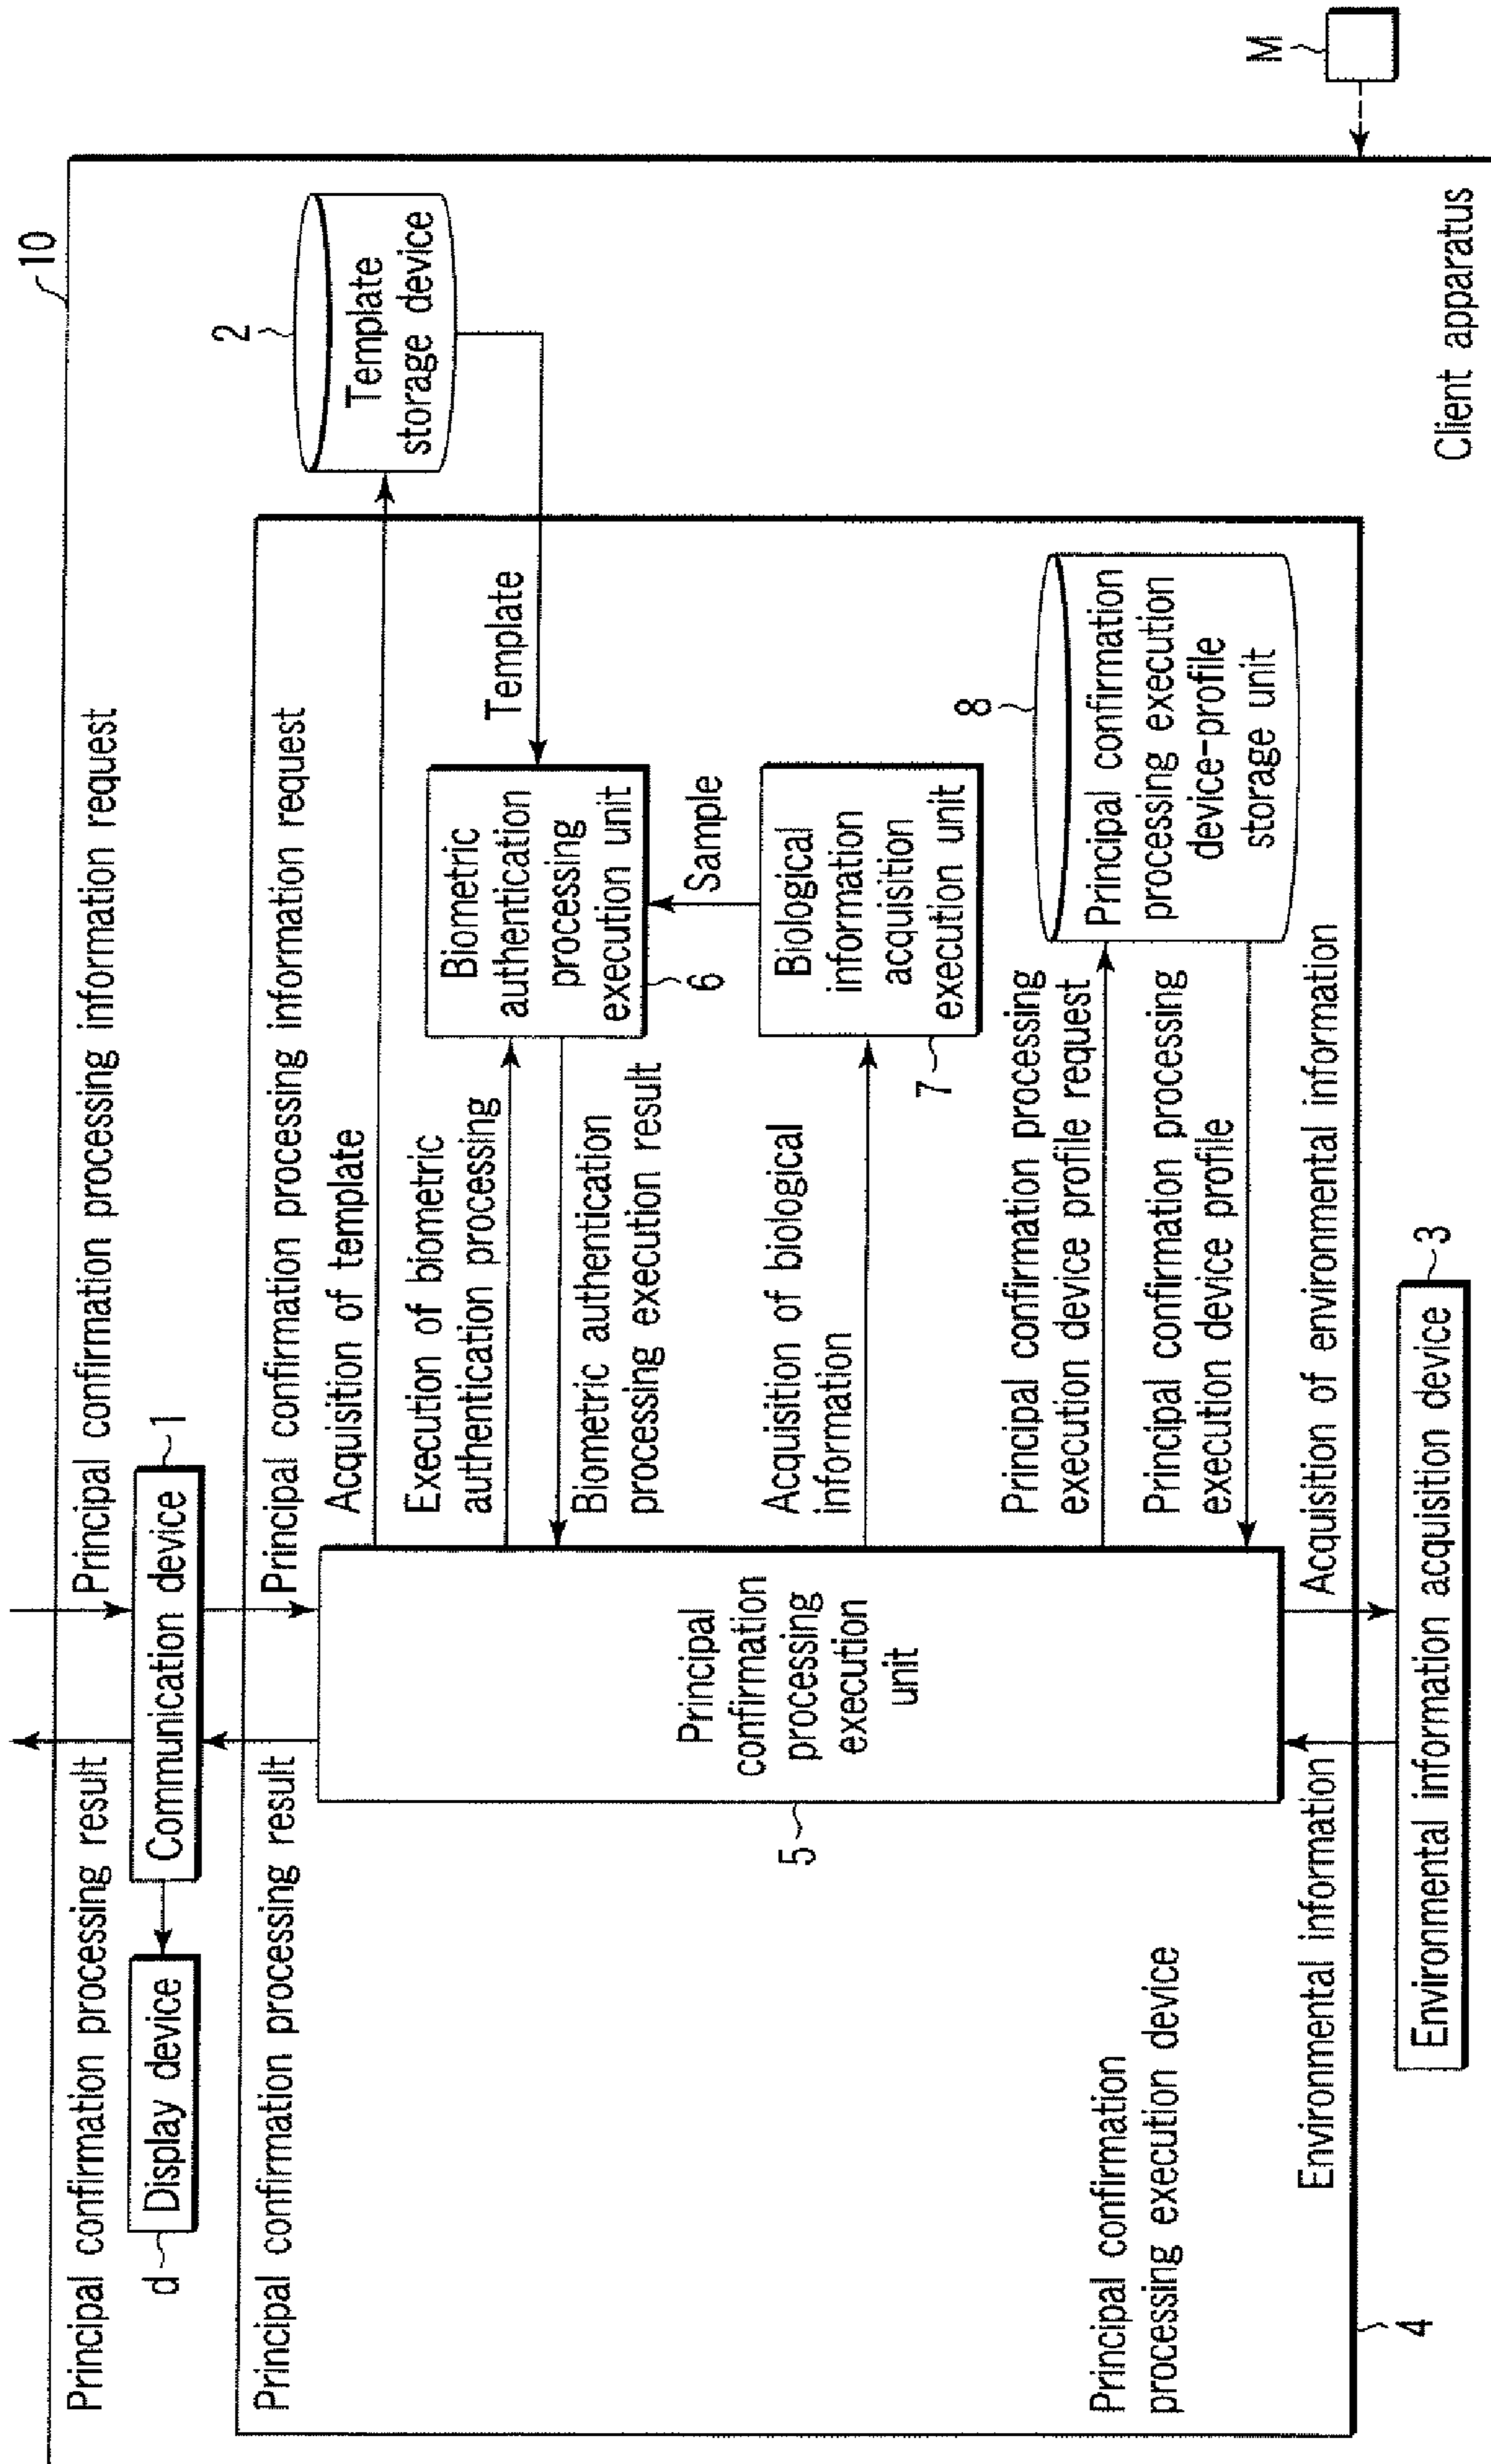 10
M
Principal confirmation processing result
Principal confirmation processing information request
d
Display device
Communication device
1
2
Template
storage device
Principal confirmation processing result
Principal confirmation processing information request
Acquisition of template
Template
Execution of biometric
authentication processing
Biometric
authentication
processing
execution unit
6
Biometric authentication
processing execution result
Sample
Principal
confirmation
processing
execution
unit
5
Acquisition of biological
information
Biological
information
acquisition
execution unit
7
8
Principal confirmation processing
execution device profile request
Principal confirmation
processing execution
device-profile
storage unit
Principal confirmation processing
execution device profile
Principal confirmation
processing execution device
Environmental information
Acquisition of environmental information
4
Environmental information acquisition device
3
Client apparatus